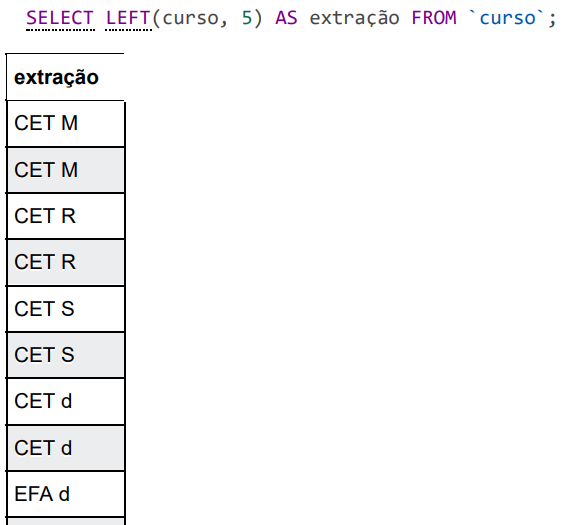 SELECT LEFT(curso, 5) AS extração FROM `curso`;
extração
CET M
CET M
CET R
CET R
CET S
CET S
CET d
CET d
EFA d